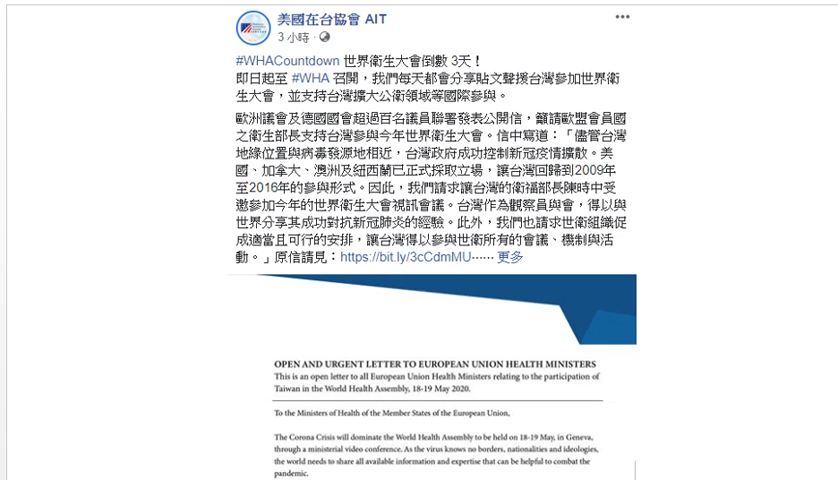 美國在台協會 AIT
3 小時 ·
#WHACountdown 世界衛生大會倒數 3天！
即日起至 #WHA 召開，我們每天都會分享貼文聲援台灣參加世界衛
生大會，並支持台灣擴大公衛領域等國際參與。
歐洲議會及德國國會超過百名議員聯署發表公開信，籲請歐盟會員國
之衛生部長支持台灣參與今年世界衛生大會。信中寫道：「儘管台灣
地緣位置與病毒發源地相近，台灣政府成功控制新冠疫情擴散。美
國、加拿大、澳洲及紐西蘭已正式採取立場，讓台灣回歸到2009年
至2016年的參與形式。因此，我們請求讓台灣的衛福部長陳時中受
邀參加今年的世界衛生大會視訊會議。台灣作為觀察員與會，得以與
世界分享其成功對抗新冠肺炎的經驗。此外，我們也請求世衛組織促
成適當且可行的安排，讓台灣得以參與世衛所有的會議、機制與活
動。」原信請見：https://bit.ly/3cCdmMU⋯⋯ 更多
OPEN AND URGENT LETTER TO EUROPEAN UNION HEALTH MINISTERS
This is an open letter to all European Union Health Ministers relating to the participation of
Taiwan in the World Health Assembly, 18-19 May 2020.
To the Ministers of Health of the Member States of the European Union,
The Corona Crisis will dominate the World Health Assembly to be held on 18-19 May, in Geneva,
through a ministerial video conference. As the virus knows no borders, nationalities and ideologies,
the world needs to share all available information and expertise that can be helpful to combat the
pandemic.